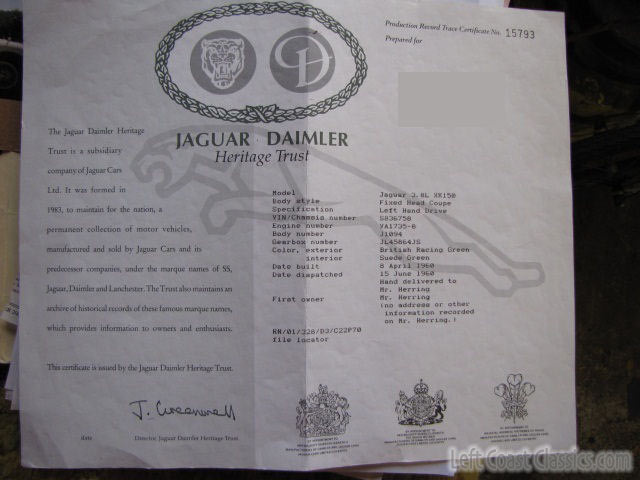 Production Record Trace Certificate No. 15793
Prepared for
JAGUAR · DAIMLER
Heritage Trust
The Jaguar Daimler Heritage
Trust is a subsidiary
company of Jaguar Cars
Ltd. It was formed in
1983, to maintain for the nation, a
permanent collection of motor vehicles,
manufactured and sold by Jaguar Cars and its
predecessor companies, under the marque names of SS,
Jaguar, Daimler and Lanchester. The Trust also maintains an
archive of historical records of these famous marque names,
which provides information to owners and enthusiasts.
This certificate is issued by the Jaguar Daimler Heritage Trust.
Model Jaguar 3.8L XK150
Body style Fixed Head Coupe
Specification Left Hand Drive
VIN/Chamoid number S836758
Engine number VA1735-8
Body number J1094
Gearbox number JL45864JS
Color, exterior British Racing Green
interior Suede Green
Date built 8 April 1960
Date dispatched 15 June 1960
Hand delivered to
Mr. Herring
First owner Mr. Herring
(no address or other
information recorded
on Mr. Herring.)
RM/01/328/D3/C22P70
file locator
J. Greenwell
date Director Jaguar Daimler Heritage Trust
Left Coast Classics.com ©